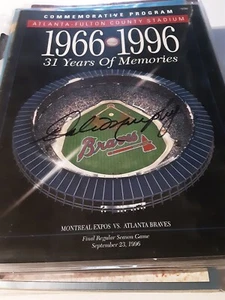 COMMEMORATIVE PROGRAM
ATLANTA-FULTON COUNTY STADIUM
1966 • 1996
31 Years Of Memories
Braves
MONTREAL EXPOS VS. ATLANTA BRAVES
Final Regular Season Game
September 23, 1996